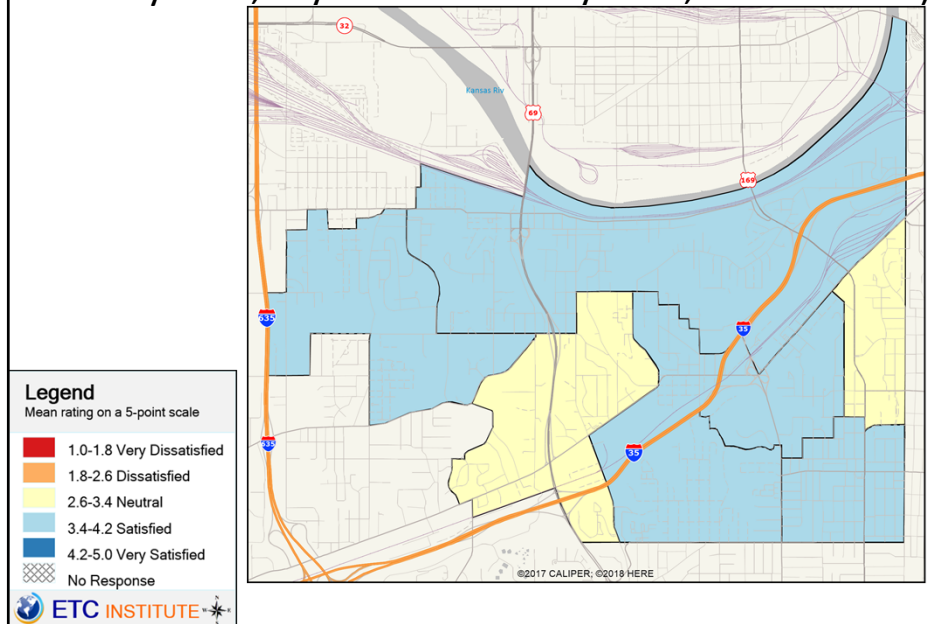 32
Kansas Riv
69
169
635
35
635
35
Legend
Mean rating on a 5-point scale
1.0-1.8 Very Dissatisfied
1.8-2.6 Dissatisfied
2.6-3.4 Neutral
3.4-4.2 Satisfied
4.2-5.0 Very Satisfied
No Response
ETC INSTITUTE
©2017 CALIPER; ©2018 HERE